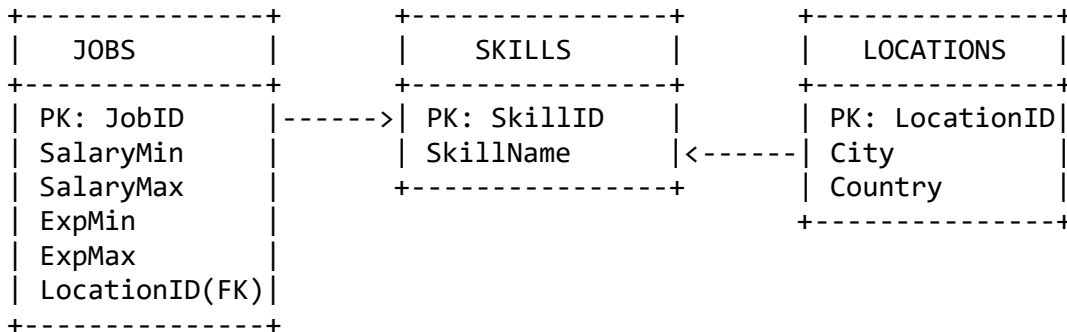 JOBS
SKILLS
LOCATIONS
PK: JobID
SalaryMin
SalaryMax
ExpMin
ExpMax
LocationID(FK)
PK: SkillID
SkillName
PK: LocationID
City
Country